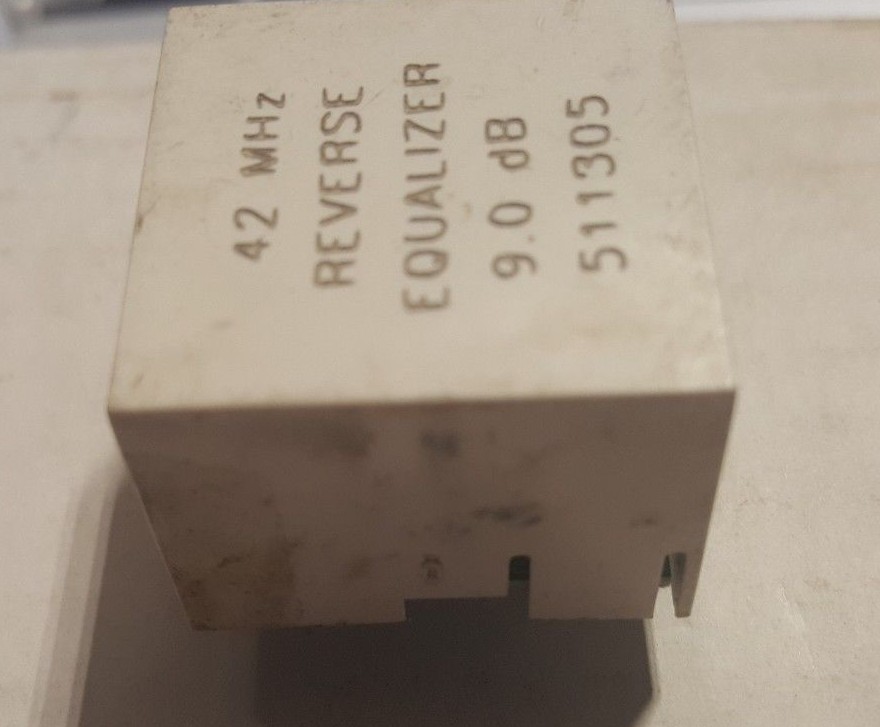 42 MHz
REVERSE
EQUALIZER
9.0 dB
511305